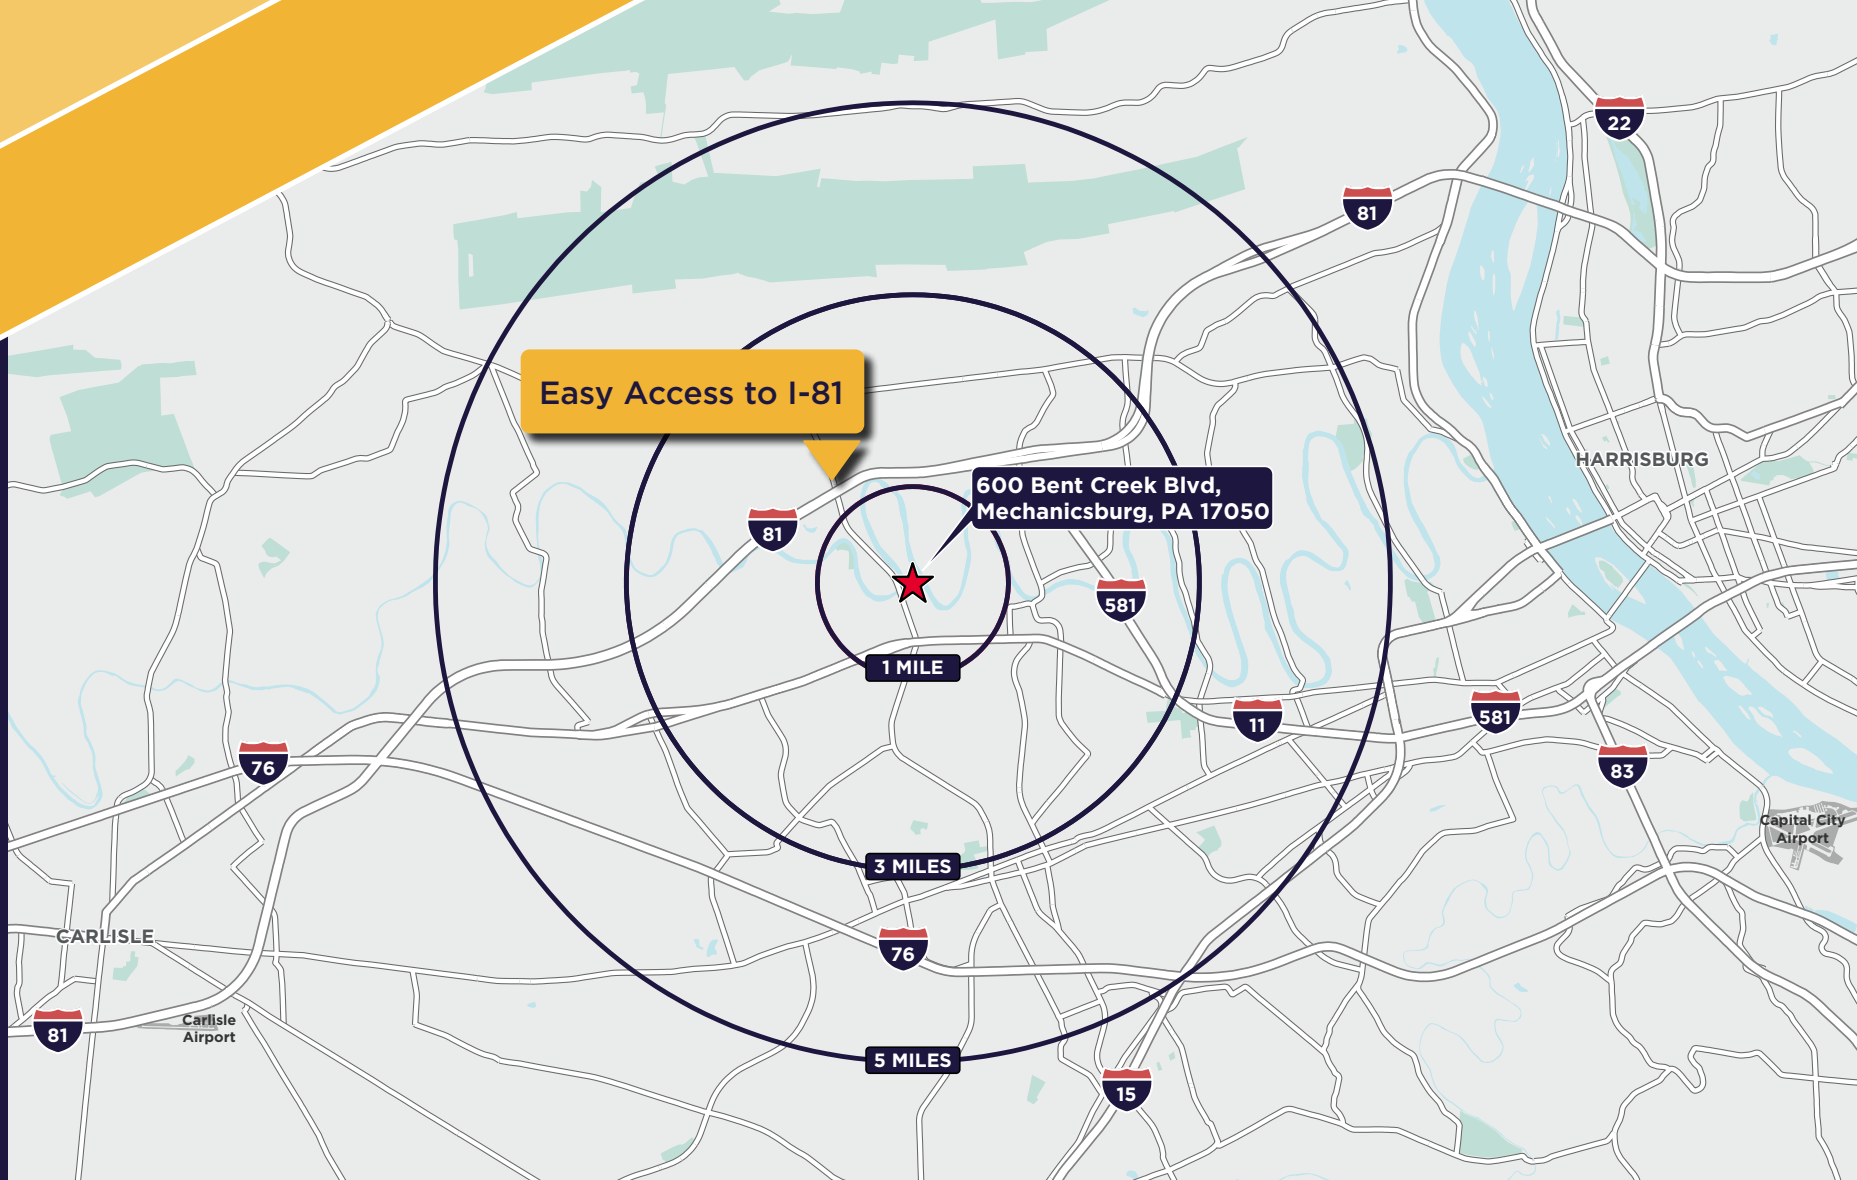 22
81
Easy Access to I-81
HARRISBURG
600 Bent Creek Blvd,
Mechanicsburg, PA 17050
81
581
1 MILE
11
581
76
83
Capital City
Airport
3 MILES
CARLISLE
76
Carlisle
Airport
81
5 MILES
15